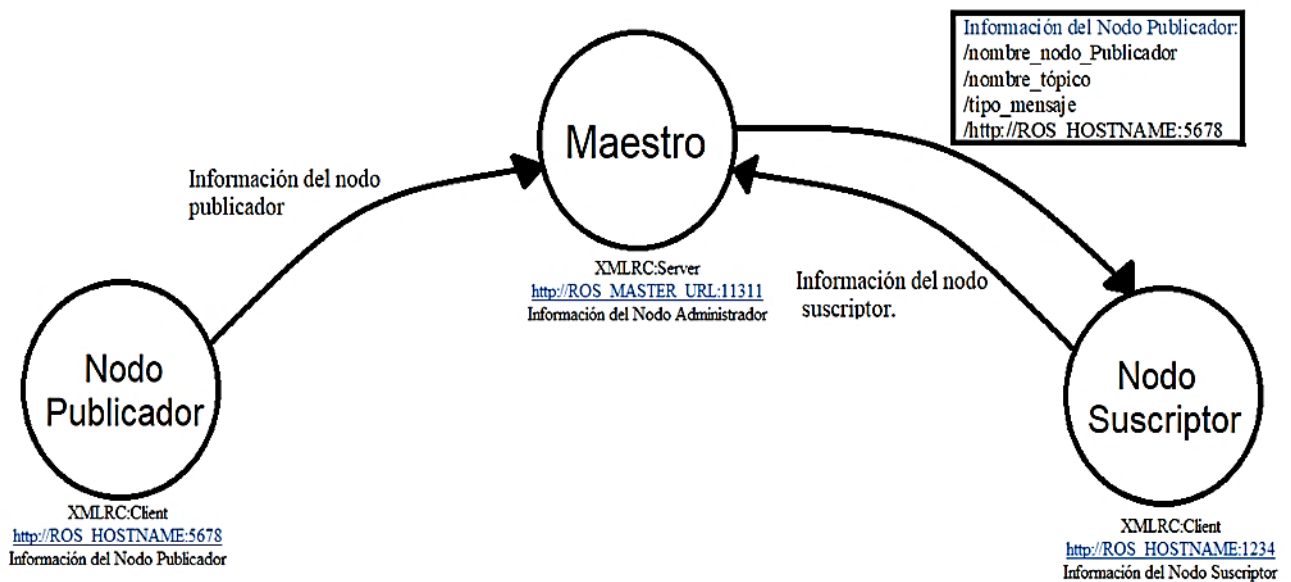 Información del Nodo Publicador:
/nombre_nodo_Publicador
/nombre_tópico
/tipo_mensaje
/http://ROS_HOSTNAME:5678
Maestro
Información del nodo
publicador
XMLRC:Server
http://ROS_MASTER_URL:11311
Información del Nodo Administrador
Información del nodo
suscriptor.
Nodo
Publicador
XMLRC:Client
http://ROS_HOSTNAME:5678
Información del Nodo Publicador
Nodo
Suscriptor
XMLRC:Client
http://ROS_HOSTNAME:1234
Información del Nodo Suscriptor